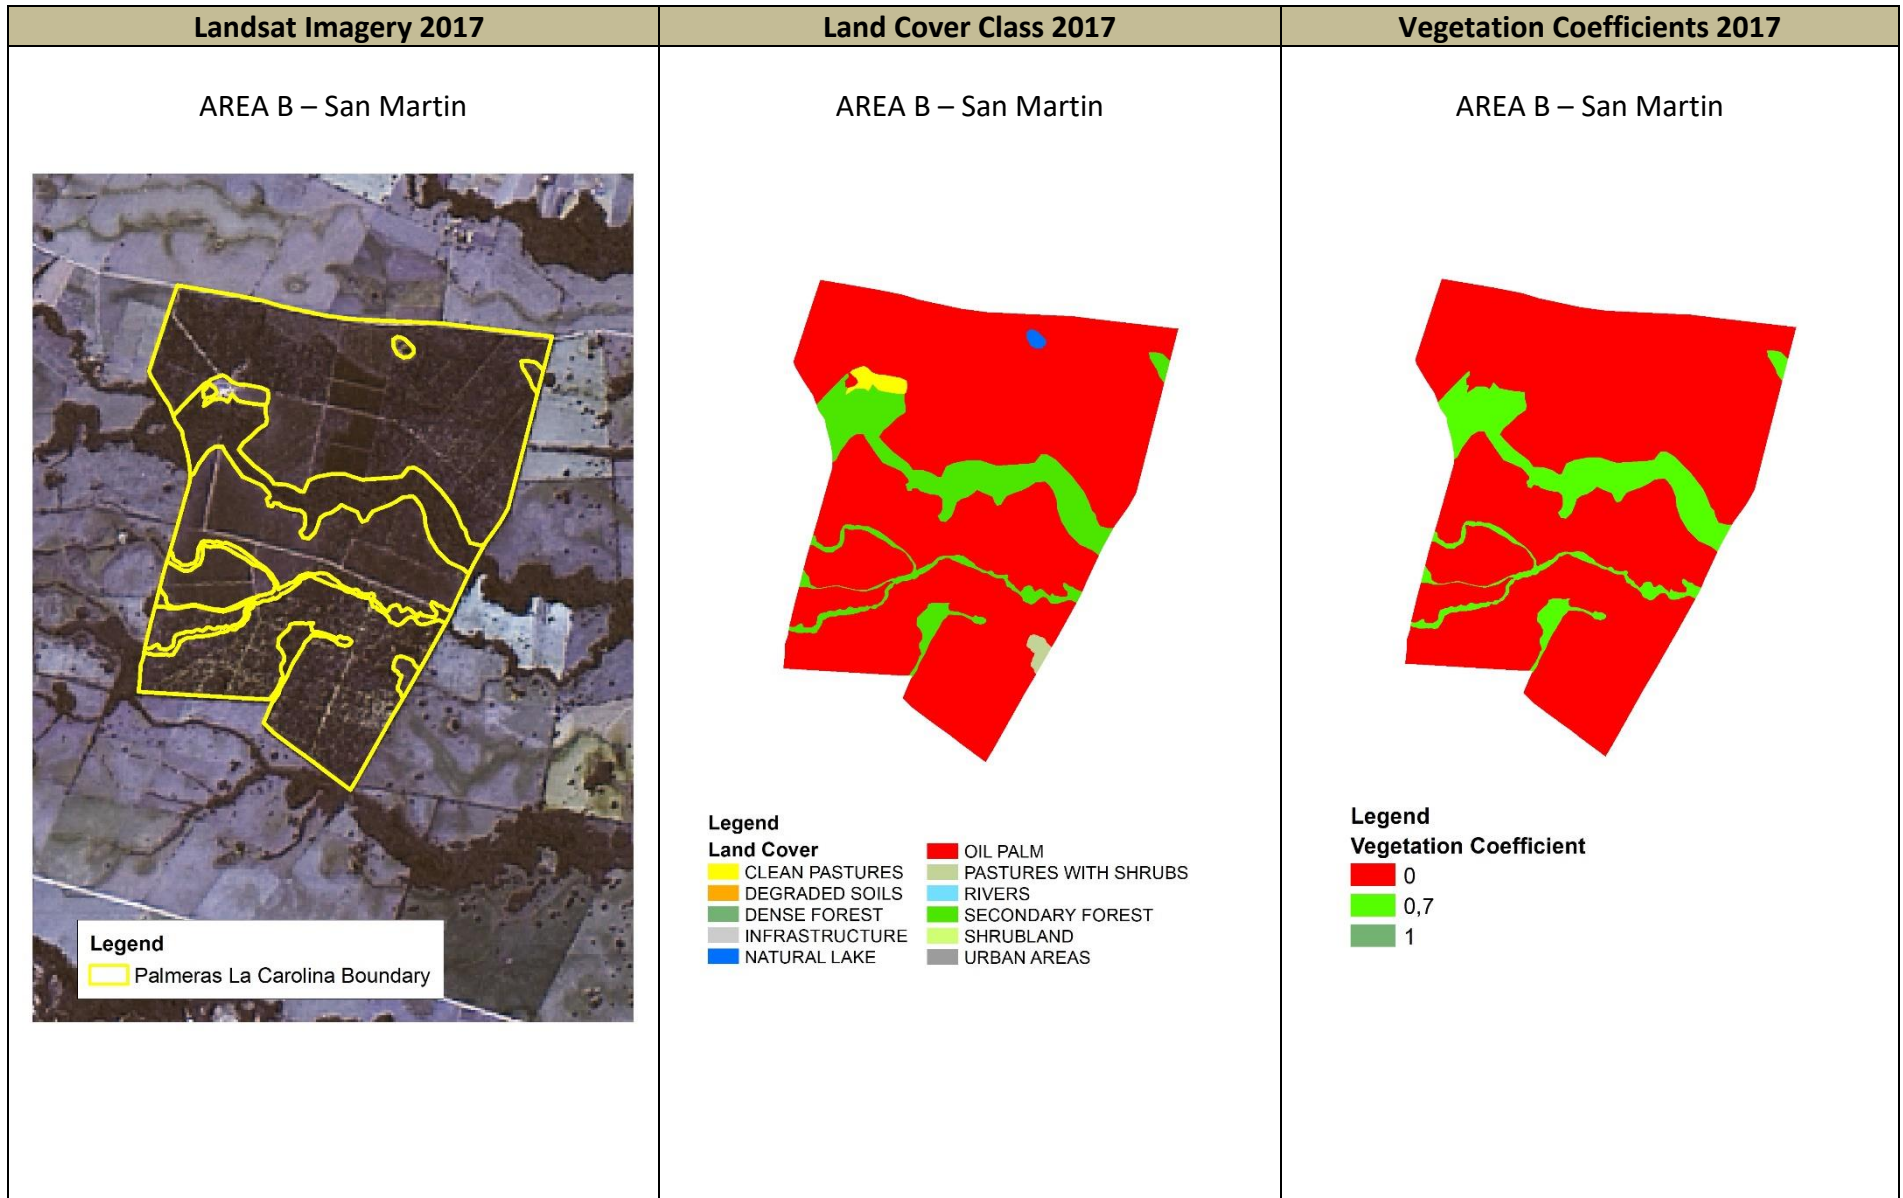 Landsat Imagery 2017
Land Cover Class 2017
Vegetation Coefficients 2017
AREA B – San Martin
AREA B – San Martin
AREA B – San Martin
Legend
Palmeras La Carolina Boundary
Legend
Land Cover
CLEAN PASTURES
DEGRADED SOILS
DENSE FOREST
INFRASTRUCTURE
NATURAL LAKE
OIL PALM
PASTURES WITH SHRUBS
RIVERS
SECONDARY FOREST
SHRUBLAND
URBAN AREAS
Legend
Vegetation Coefficient
0
0,7
1